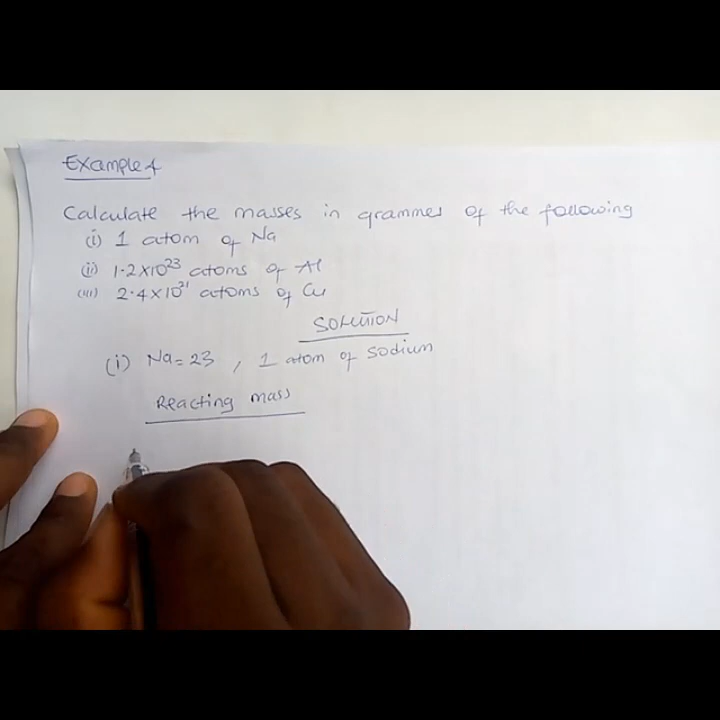 Example 4
Calculate the masses in grammes of the following
(i) 1 atom of Na
(ii) 1.2×10²³ atoms of Al
(iii) 2.4×10²¹ atoms of Cu
SOLUTION
(i) Na = 23 , 1 atom of sodium
Reacting mass